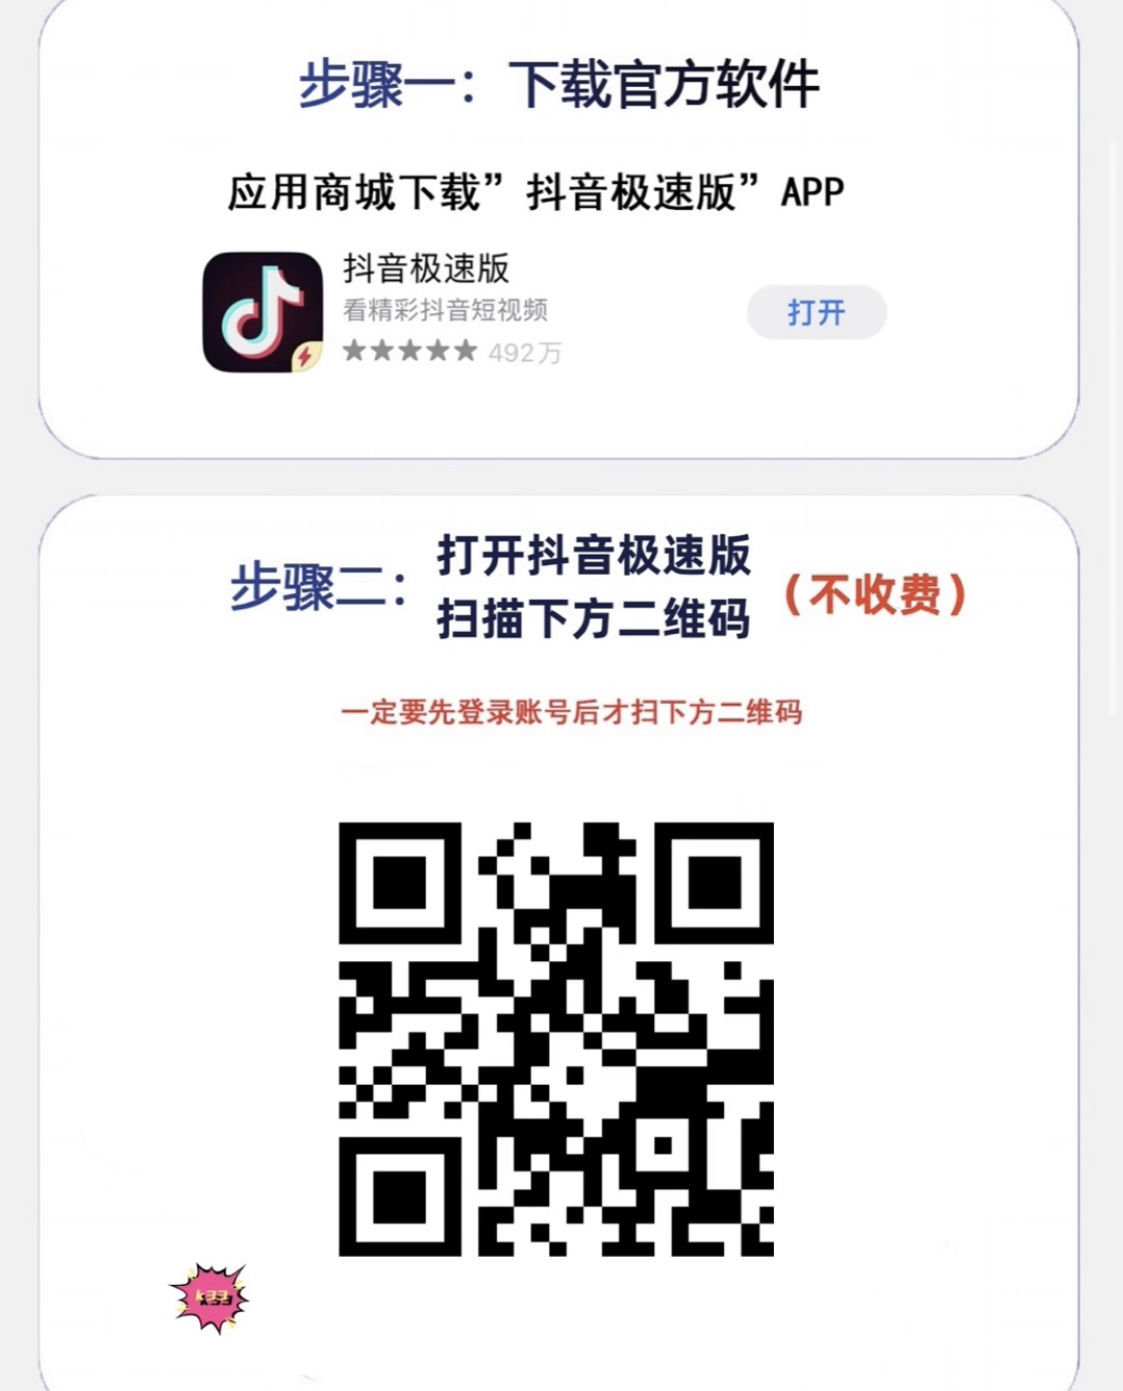 步骤一：下载官方软件
应用商城下载”抖音极速版”APP
抖音极速版
看精彩抖音短视频
492万
打开
步骤二：
打开抖音极速版
扫描下方二维码
（不收费）
一定要先登录账号后才扫下方二维码
k33